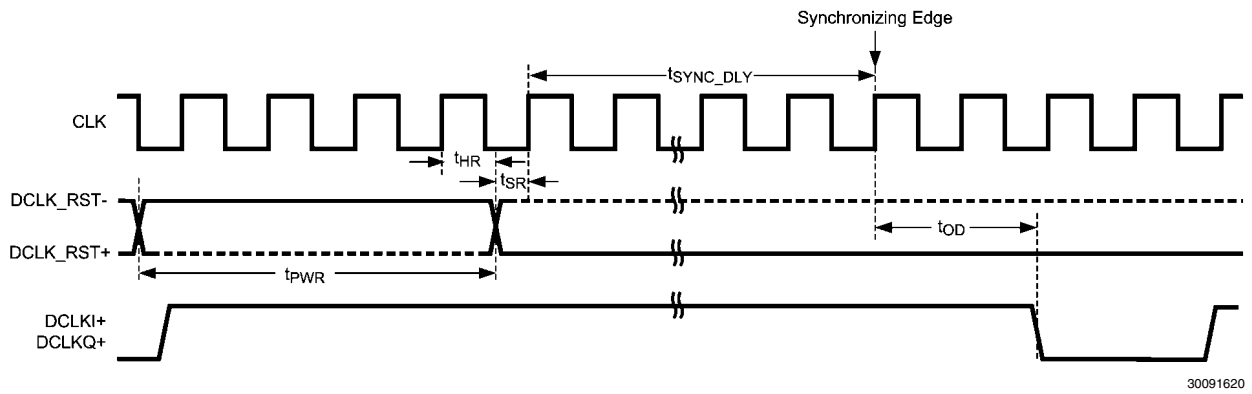 Synchronizing Edge
tSYNC_DLY
CLK
tHR
tSR
DCLK_RST-
tOD
DCLK_RST+
tPWR
DCLKI+
DCLKQ+
30091620